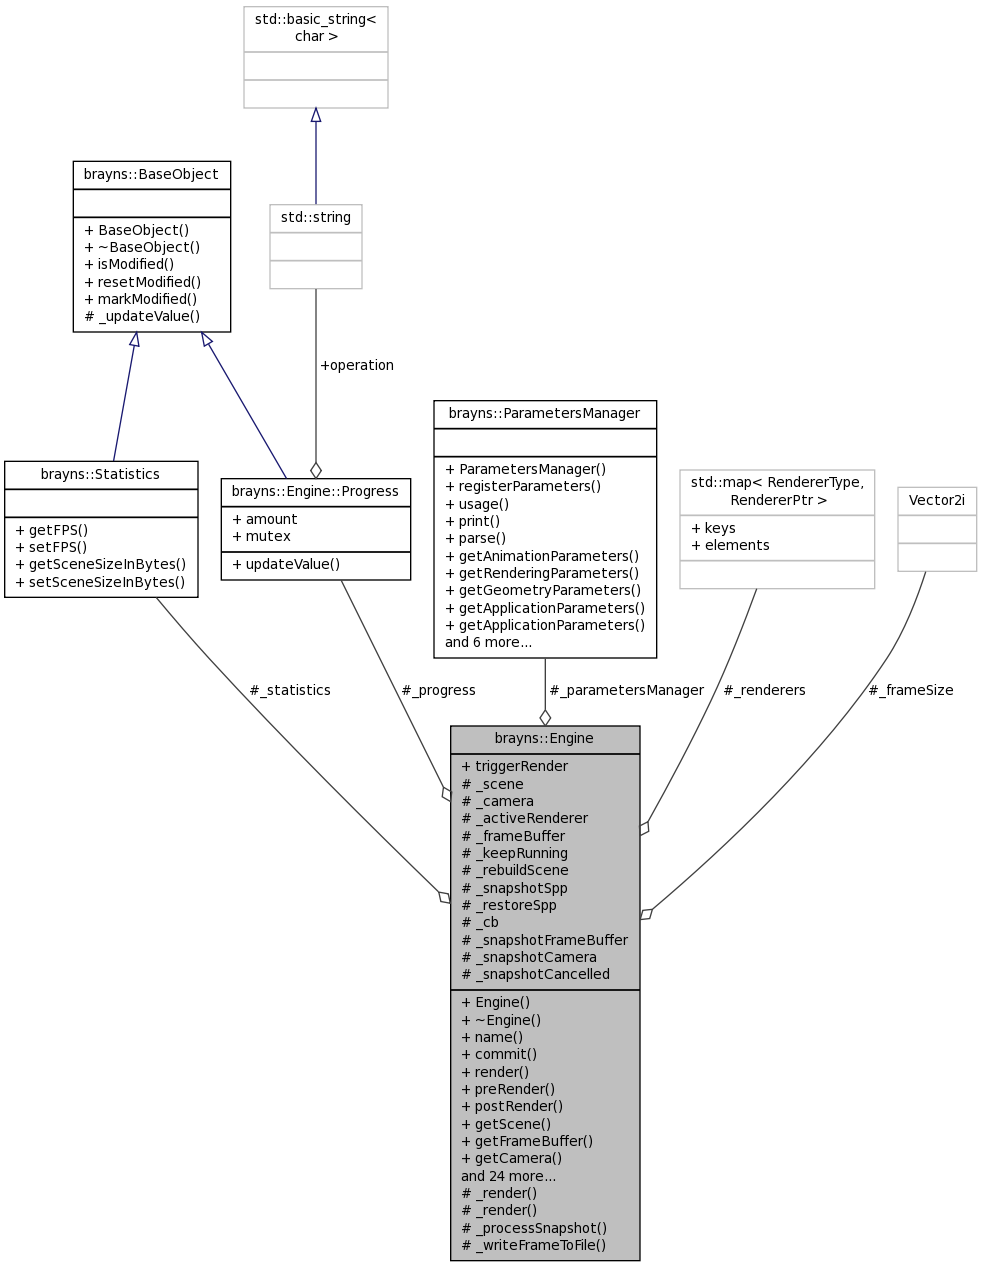 std::basic_string<
char >
brayns::BaseObject
+ BaseObject()
+ ~BaseObject()
+ isModified()
+ resetModified()
+ markModified()
# _updateValue()
std::string
+operation
brayns::Statistics
+ getFPS()
+ setFPS()
+ getSceneSizeInBytes()
+ setSceneSizeInBytes()
brayns::Engine::Progress
+ amount
+ mutex
+ updateValue()
brayns::ParametersManager
+ ParametersManager()
+ registerParameters()
+ usage()
+ print()
+ parse()
+ getAnimationParameters()
+ getRenderingParameters()
+ getGeometryParameters()
+ getApplicationParameters()
+ getApplicationParameters()
and 6 more...
std::map< RendererType,
RendererPtr >
+ keys
+ elements
Vector2i
#_statistics
#_progress
#_parametersManager
#_renderers
#_frameSize
brayns::Engine
+ triggerRender
# _scene
# _camera
# _activeRenderer
# _frameBuffer
# _keepRunning
# _rebuildScene
# _snapshotSpp
# _restoreSpp
# _cb
# _snapshotFrameBuffer
# _snapshotCamera
# _snapshotCancelled
+ Engine()
+ ~Engine()
+ name()
+ commit()
+ render()
+ preRender()
+ postRender()
+ getScene()
+ getFrameBuffer()
+ getCamera()
and 24 more...
# _render()
# _render()
# _processSnapshot()
# _writeFrameToFile()